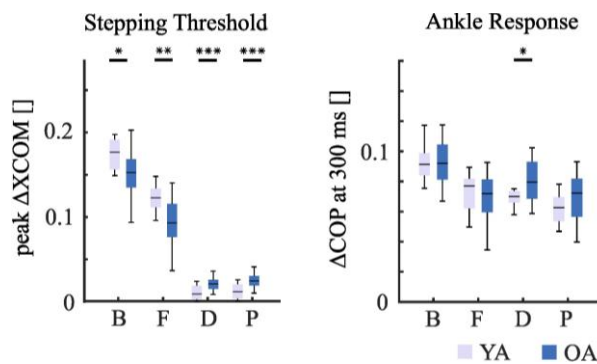 Stepping Threshold
* ** *** ***
peak ΔXCOM []
0.2
0.1
0
B F D P
Ankle Response
*
ΔCOP at 300 ms []
0.1
0
B F D P
YA OA